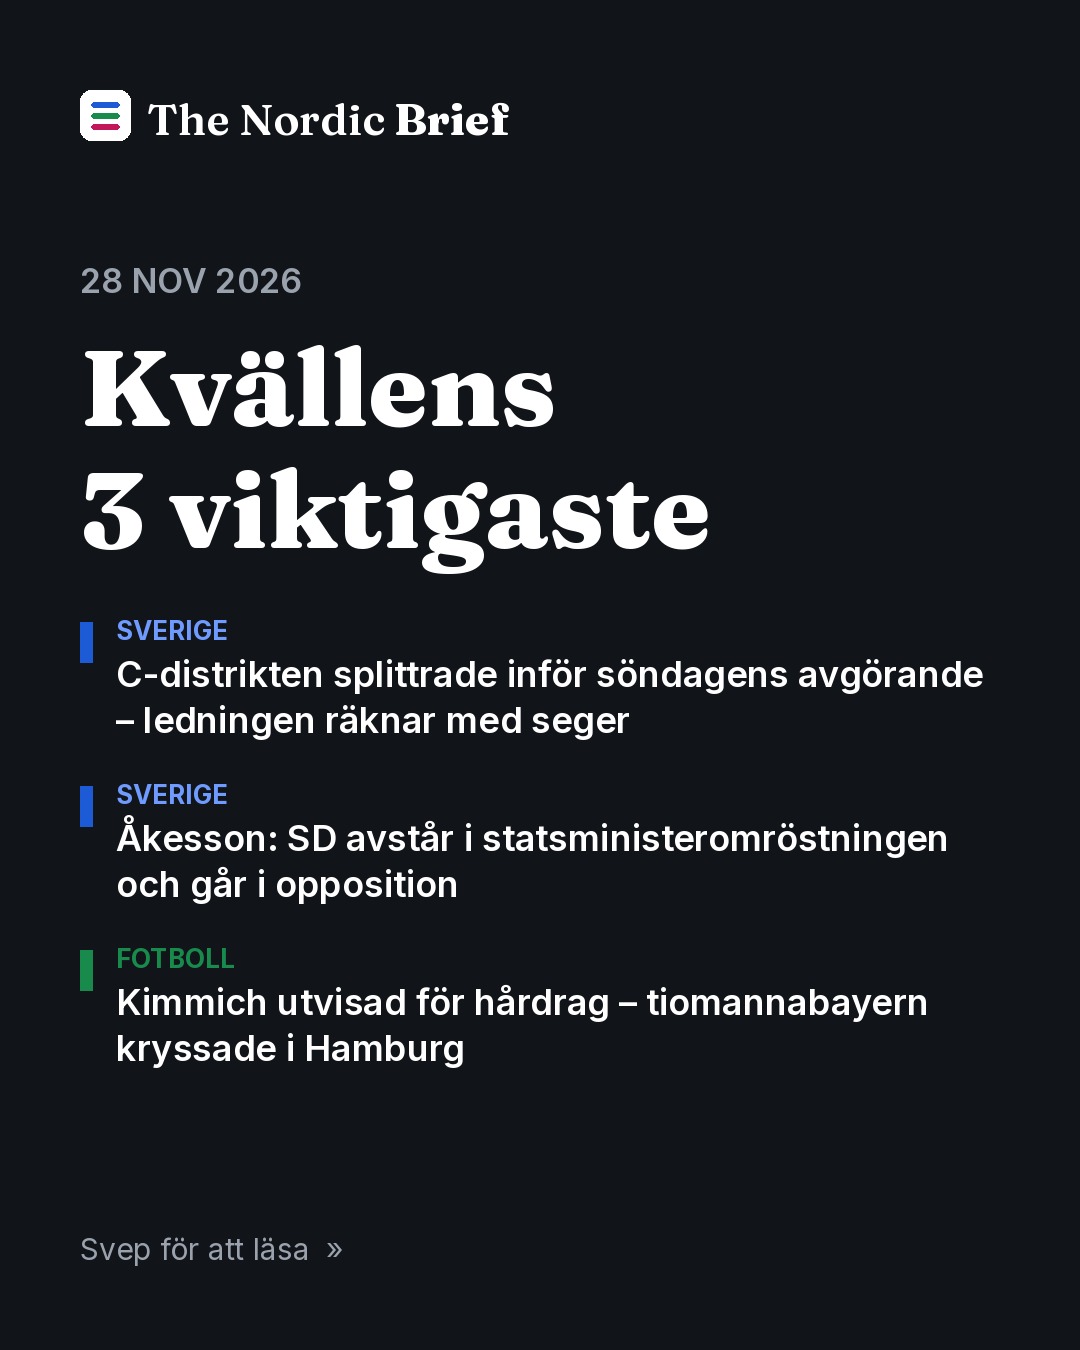 The Nordic Brief
28 NOV 2026
Kvällens
3 viktigaste
SVERIGE
C-distrikten splittrade inför söndagens avgörande
– ledningen räknar med seger
SVERIGE
Åkesson: SD avstår i statsministeromröstningen
och går i opposition
FOTBOLL
Kimmich utvisad för hårdrag – tiomannabayern
kryssade i Hamburg
Svep för att läsa »